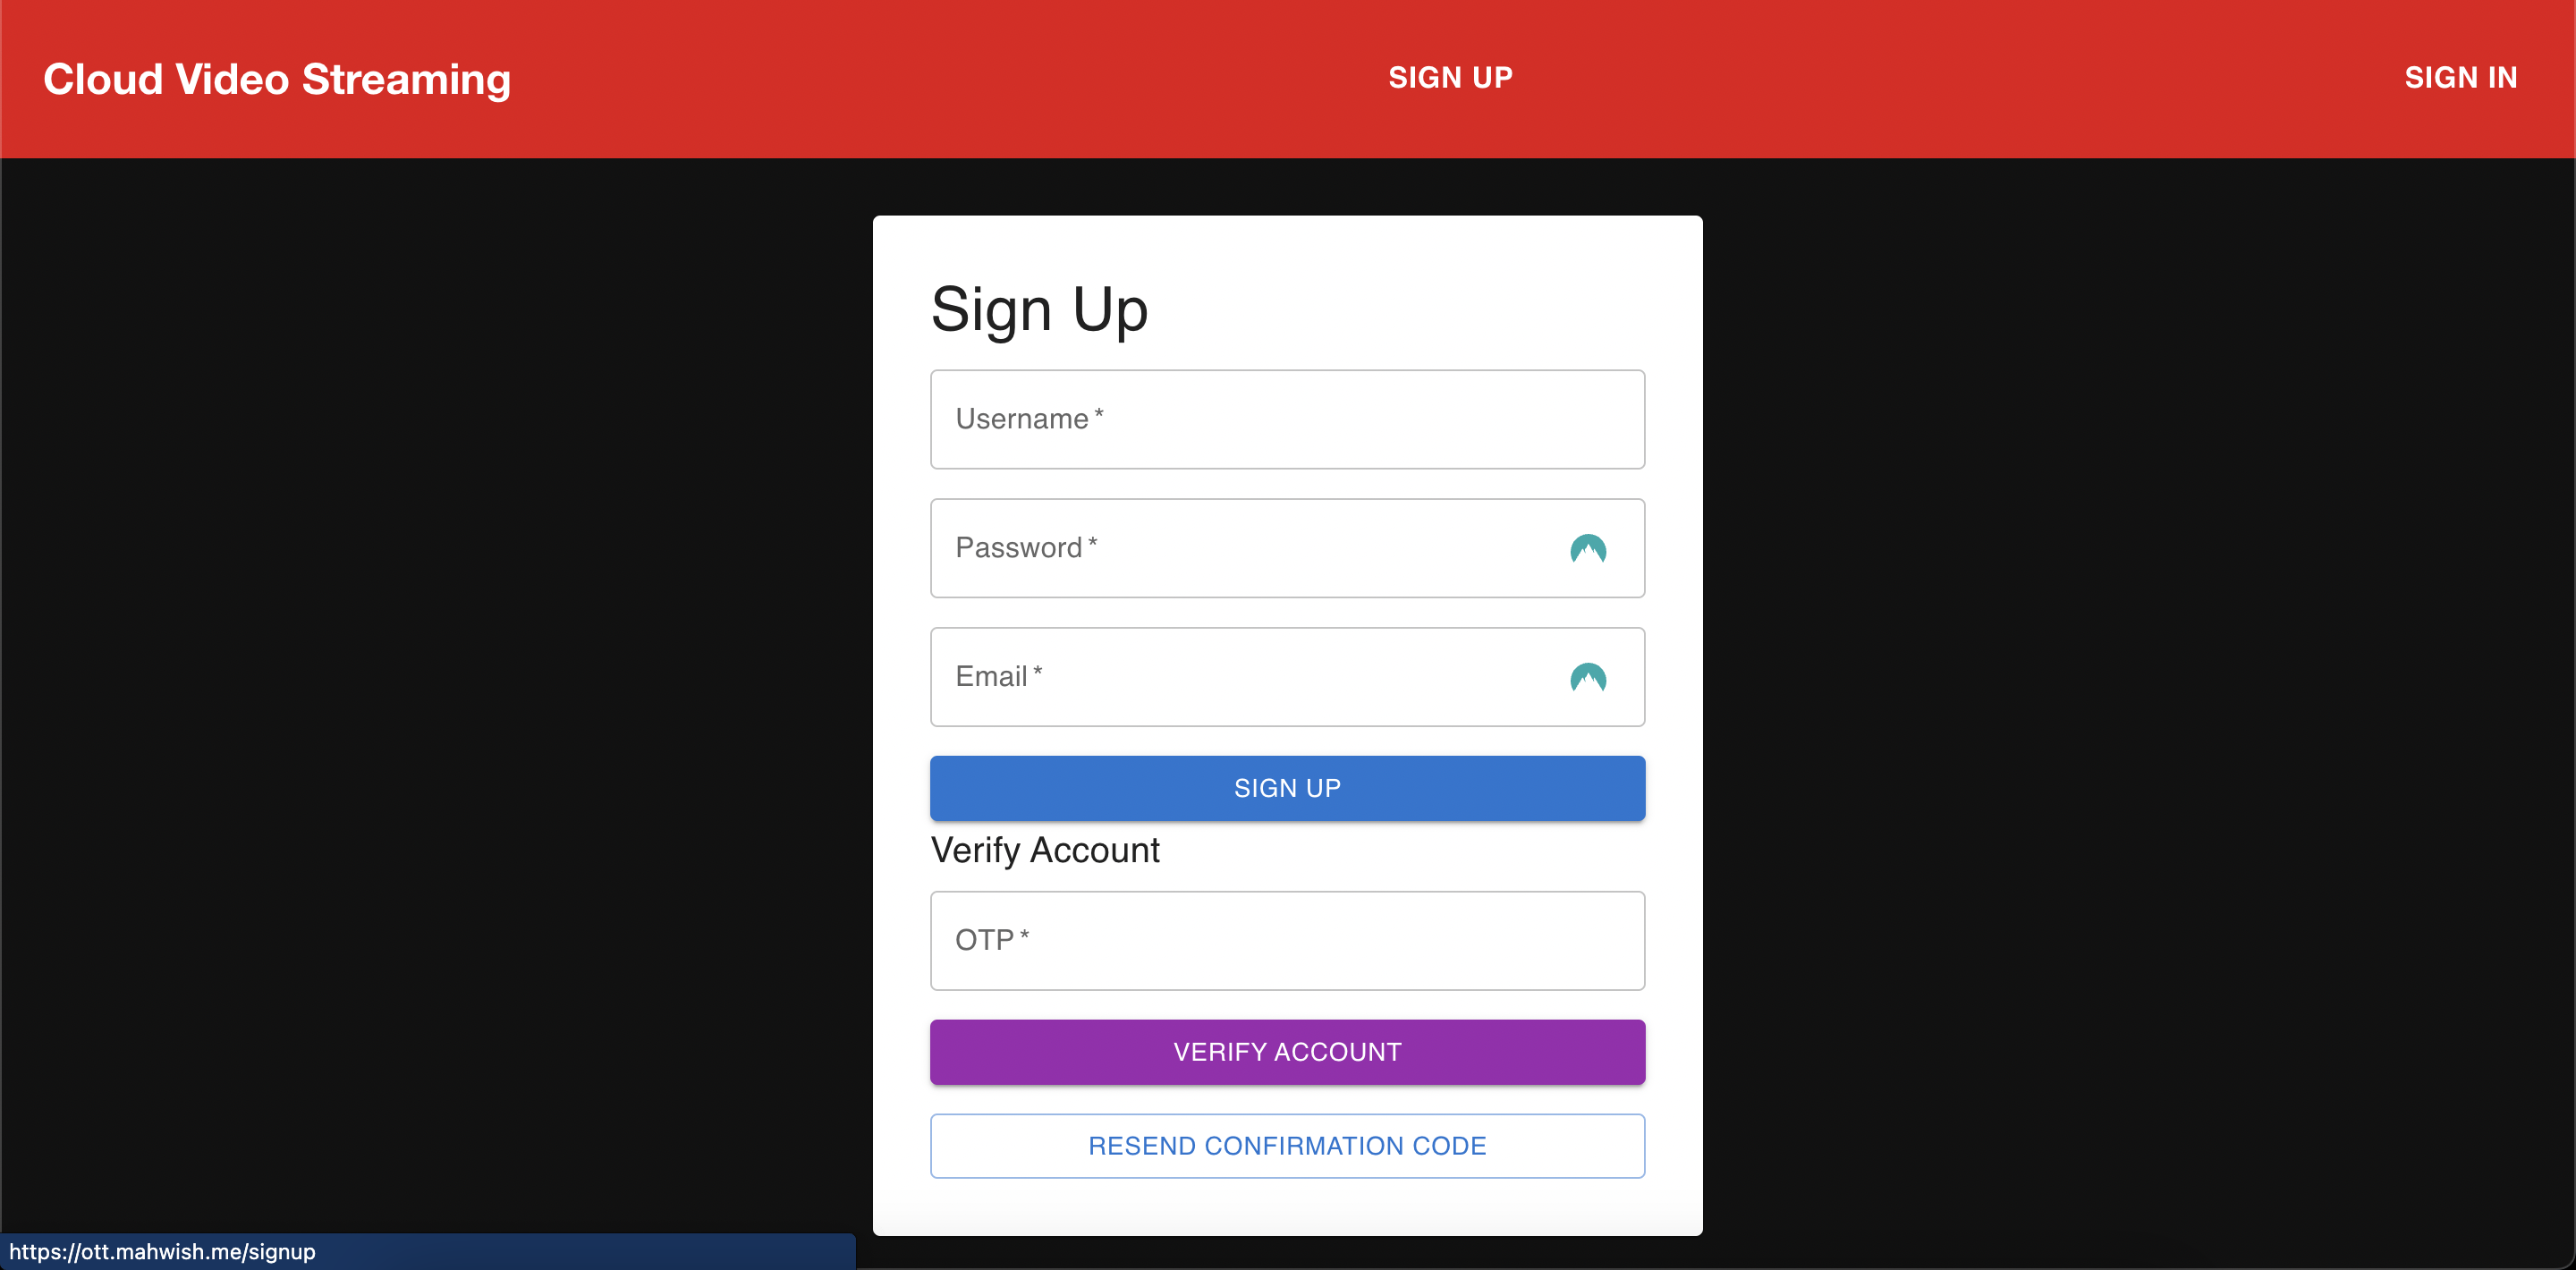 Cloud Video Streaming
SIGN UP
SIGN IN
Sign Up
Username *
Password *
Email *
SIGN UP
Verify Account
OTP *
VERIFY ACCOUNT
RESEND CONFIRMATION CODE
https://ott.mahwish.me/signup